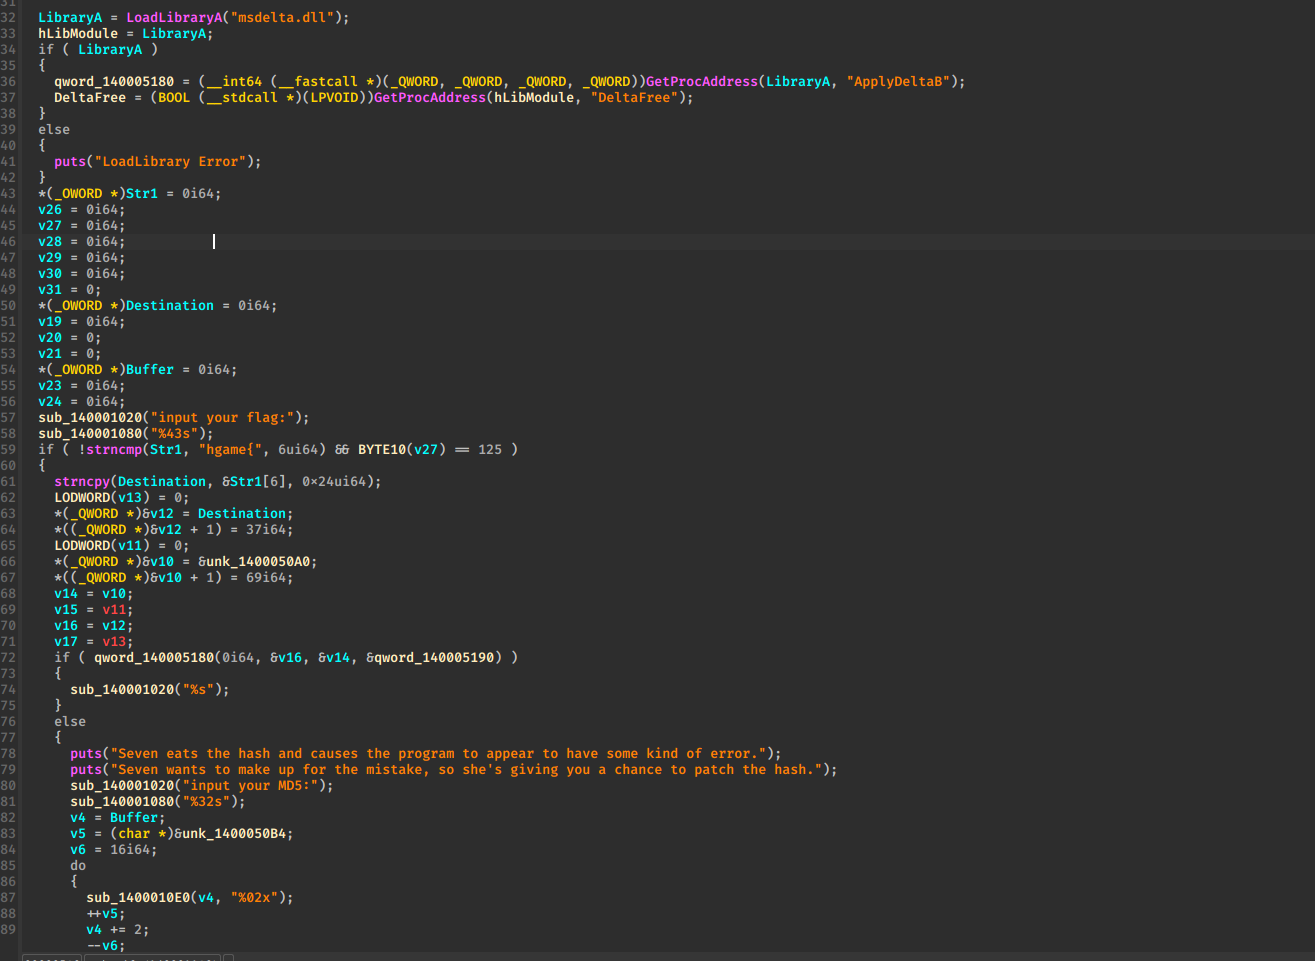 31
32 LibraryA = LoadLibraryA("msdelta.dll");
33 hLibModule = LibraryA;
34 if ( LibraryA )
35 {
36 qword_140005180 = (__int64 (__fastcall *)(_QWORD, _QWORD, _QWORD, _QWORD))GetProcAddress(LibraryA, "ApplyDeltaB");
37 DeltaFree = (BOOL (__stdcall *)(LPVOID))GetProcAddress(hLibModule, "DeltaFree");
38 }
39 else
40 {
41 puts("LoadLibrary Error");
42 }
43 *(_OWORD *)Str1 = 0i64;
44 v26 = 0i64;
45 v27 = 0i64;
46 v28 = 0i64;
47 v29 = 0i64;
48 v30 = 0i64;
49 v31 = 0;
50 *(_OWORD *)Destination = 0i64;
51 v19 = 0i64;
52 v20 = 0;
53 v21 = 0;
54 *(_OWORD *)Buffer = 0i64;
55 v23 = 0i64;
56 v24 = 0i64;
57 sub_140001020("input your flag:");
58 sub_140001080("%43s");
59 if ( !strncmp(Str1, "hgame{", 6ui64) && BYTE10(v27) == 125 )
60 {
61 strncpy(Destination, &Str1[6], 0x24ui64);
62 LODWORD(v13) = 0;
63 *(_QWORD *)&v12 = Destination;
64 *((_QWORD *)&v12 + 1) = 37i64;
65 LODWORD(v11) = 0;
66 *(_QWORD *)&v10 = &unk_1400050A0;
67 *((_QWORD *)&v10 + 1) = 69i64;
68 v14 = v10;
69 v15 = v11;
70 v16 = v12;
71 v17 = v13;
72 if ( qword_140005180(0i64, &v16, &v14, &qword_140005190) )
73 {
74 sub_140001020("%s");
75 }
76 else
77 {
78 puts("Seven eats the hash and causes the program to appear to have some kind of error.");
79 puts("Seven wants to make up for the mistake, so she's giving you a chance to patch the hash.");
80 sub_140001020("input your MD5:");
81 sub_140001080("%32s");
82 v4 = Buffer;
83 v5 = (char *)&unk_1400050B4;
84 v6 = 16i64;
85 do
86 {
87 sub_1400010E0(v4, "%02x");
88 ++v5;
89 v4 += 2;
--v6;